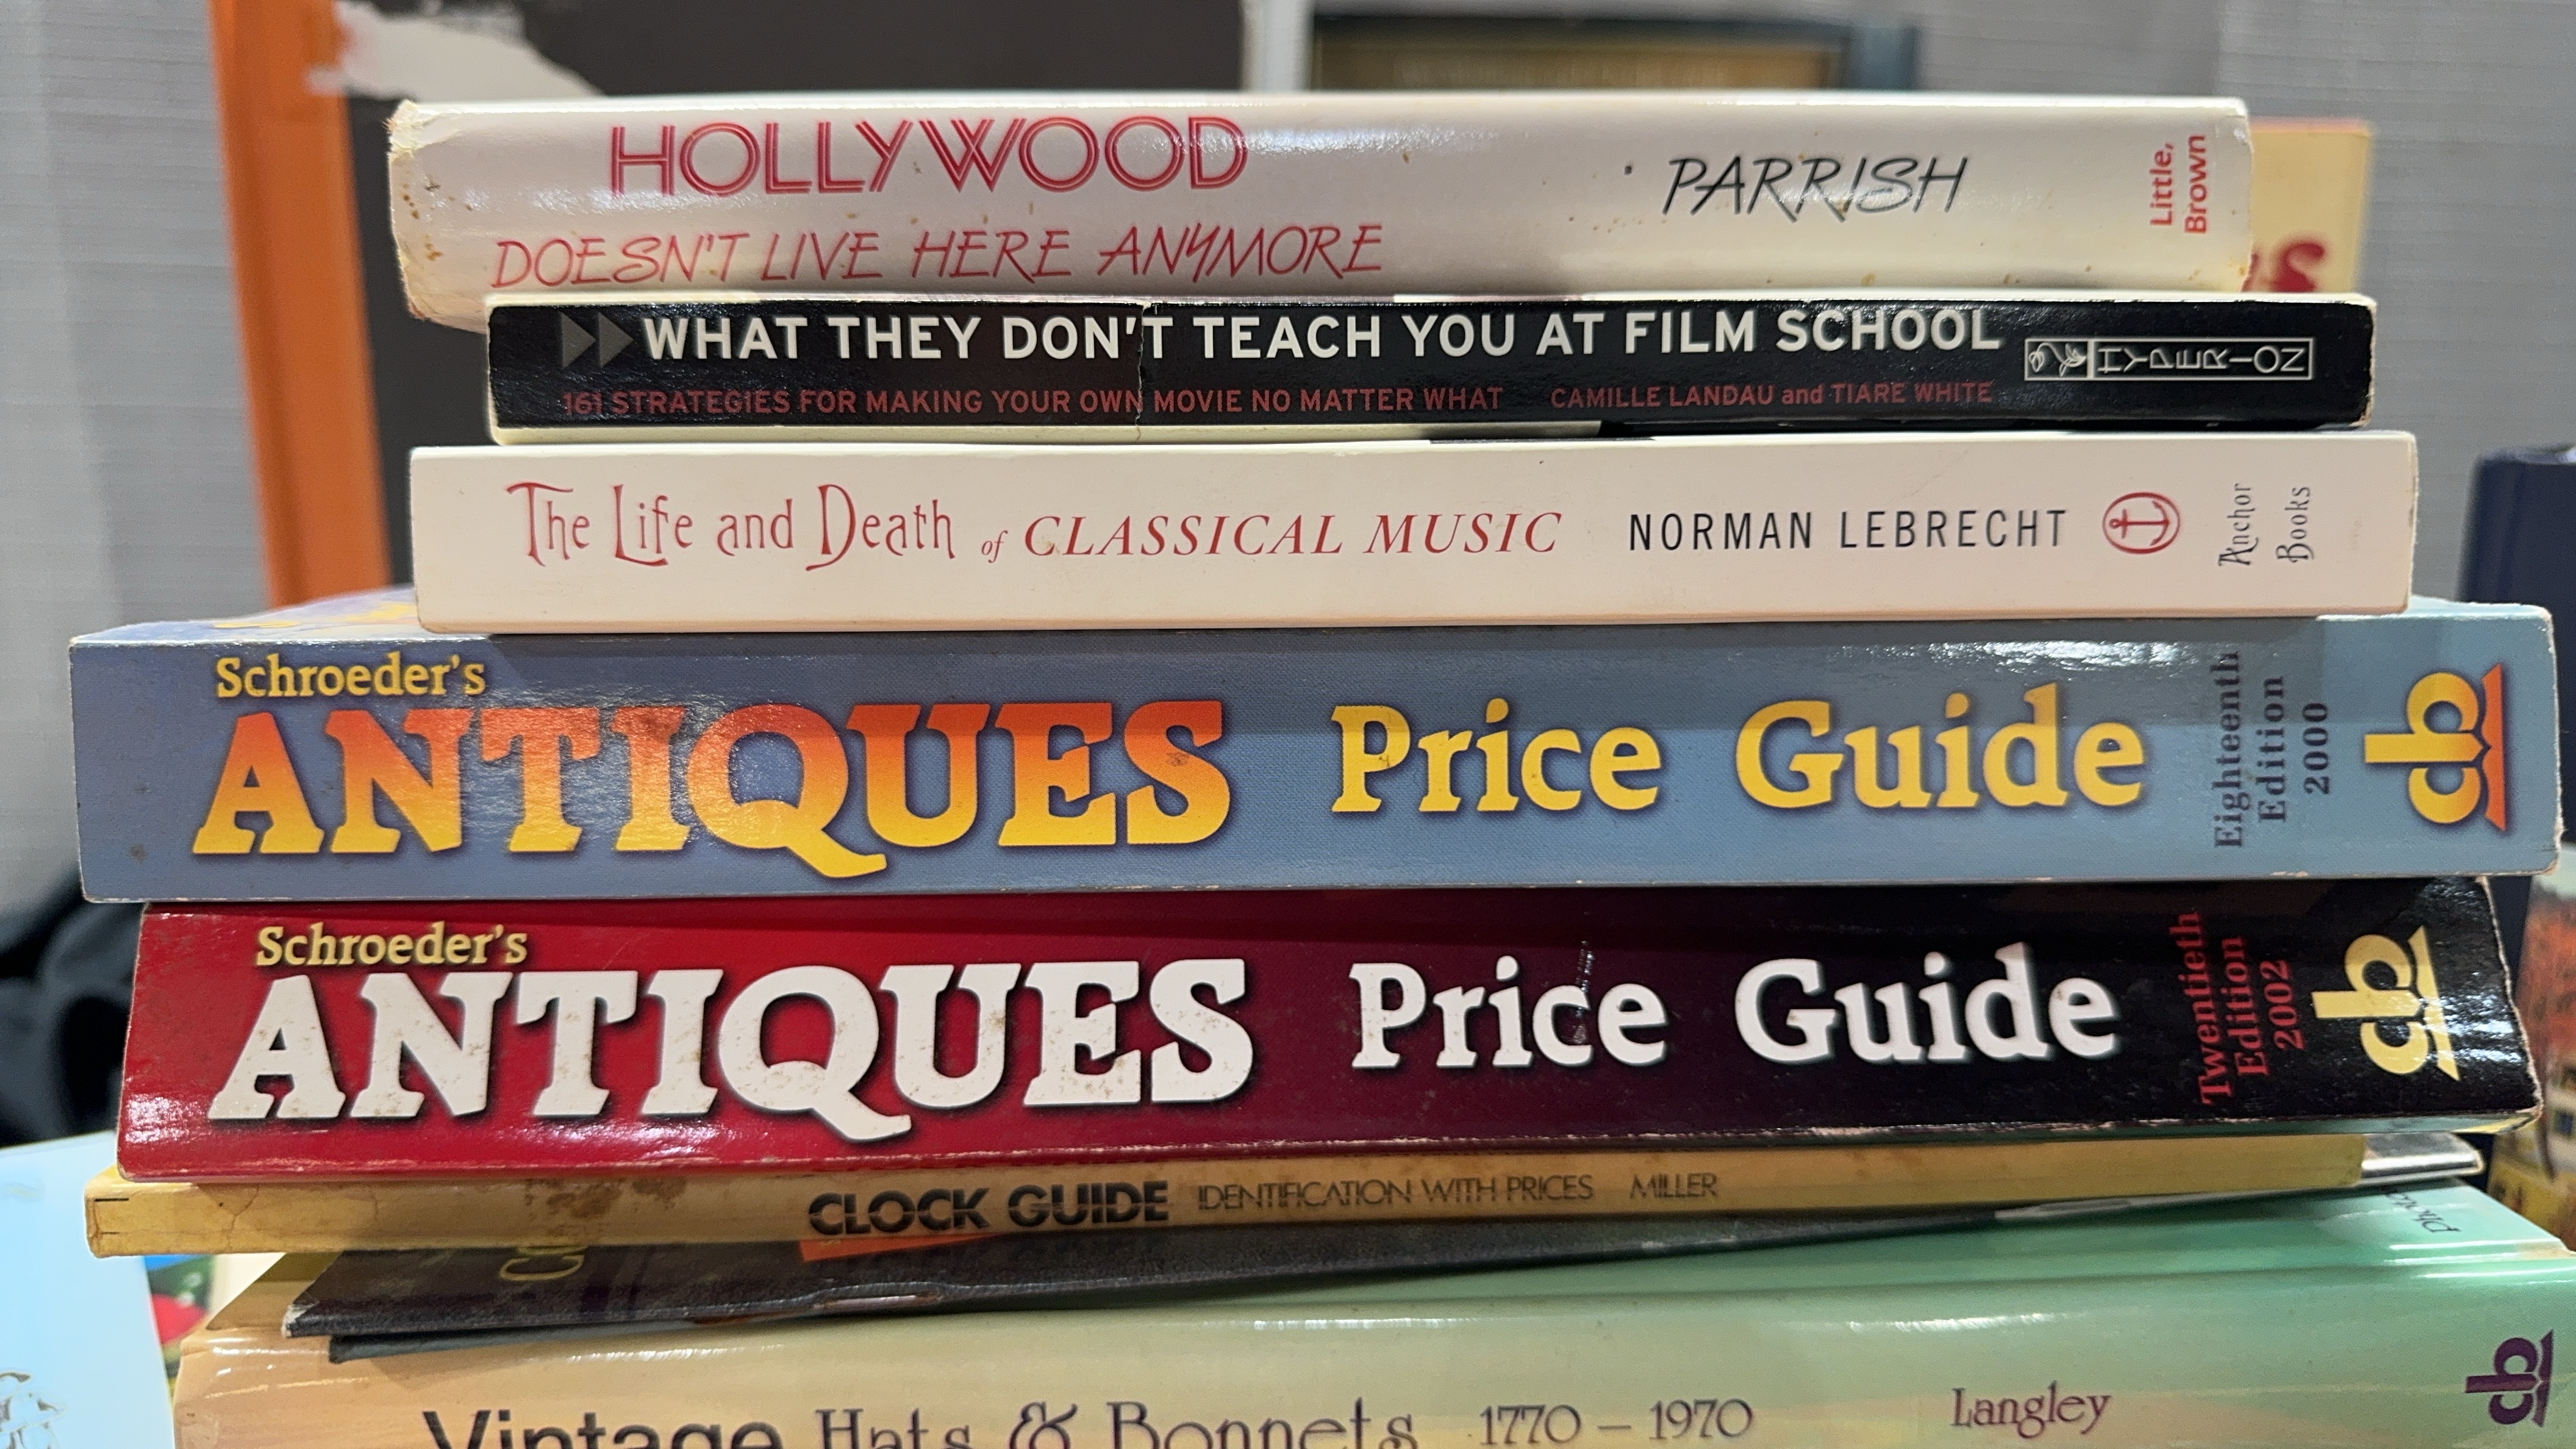 HOLLYWOOD
DOESN'T LIVE HERE ANYMORE
PARRISH
Little,
Brown
WHAT THEY DON'T TEACH YOU AT FILM SCHOOL
161 STRATEGIES FOR MAKING YOUR OWN MOVIE NO MATTER WHAT CAMILLE LANDAU and TIARE WHITE
HYPERION
The Life and Death of CLASSICAL MUSIC NORMAN LEBRECHT
Anchor
Books
Schroeder's
ANTIQUES Price Guide
Eighteenth
Edition
2000
cb
Schroeder's
ANTIQUES Price Guide
Twentieth
Edition
2002
cb
CLOCK GUIDE IDENTIFICATION WITH PRICES MILLER
Vintage Hats & Bonnets 1770 – 1970 Langley
cb